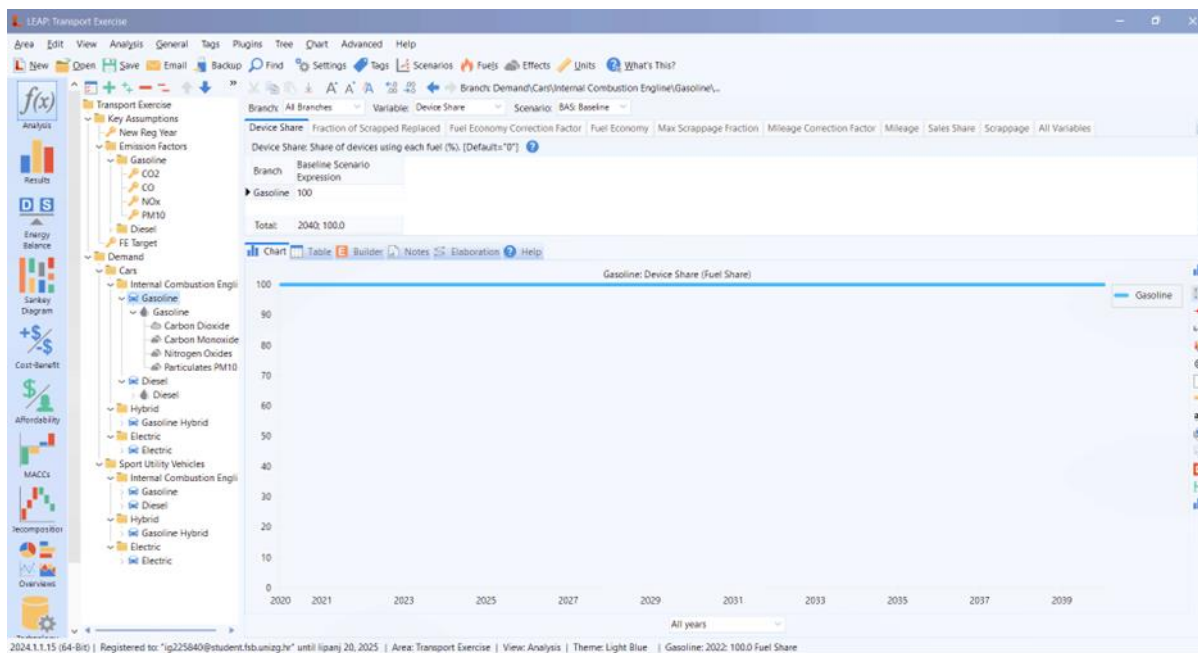 LEAP: Transport Exercise
Area Edit View Analysis General Tags Plugins Tree Chart Advanced Help
New Open Save Email Backup Find Settings Tags Scenarios Fuels Effects Units What's This?
Branch: Demand\Cars\Internal Combustion Engline\Gasoline\...
Analysis
Results
Energy Balance
Sankey Diagram
Cost-Benefit
Affordability
MACCs
Decomposition
Overviews
Transport Exercise
Key Assumptions
New Reg Year
Emission Factors
Gasoline
CO2
CO
NOx
PM10
Diesel
FE Target
Demand
Cars
Internal Combustion Engli
Gasoline
Gasoline
Carbon Dioxide
Carbon Monoxide
Nitrogen Oxides
Particulates PM10
Diesel
Diesel
Hybrid
Gasoline Hybrid
Electric
Electric
Sport Utility Vehicles
Internal Combustion Engli
Gasoline
Diesel
Hybrid
Gasoline Hybrid
Electric
Electric
Branch: All Branches Variable: Device Share Scenario: BAS: Baseline
Device Share Fraction of Scrapped Replaced Fuel Economy Correction Factor Fuel Economy Max Scrappage Fraction Mileage Correction Factor Mileage Sales Share Scrappage All Variables
Device Share: Share of devices using each fuel (%). [Default="0"]
Branch Baseline Scenario Expression
Gasoline 100
Total: 2040; 100.0
Chart Table Builder Notes Elaboration Help
Gasoline: Device Share (Fuel Share)
Gasoline
100
90
80
70
60
50
40
30
20
10
0
2020 2021 2023 2025 2027 2029 2031 2033 2035 2037 2039
All years
2024.1.1.15 (64-Bit) | Registered to: "ig225840@student.fsb.unizg.hr" until lipanj 20, 2025 | Area: Transport Exercise | View: Analysis | Theme: Light Blue | Gasoline: 2022: 100.0 Fuel Share